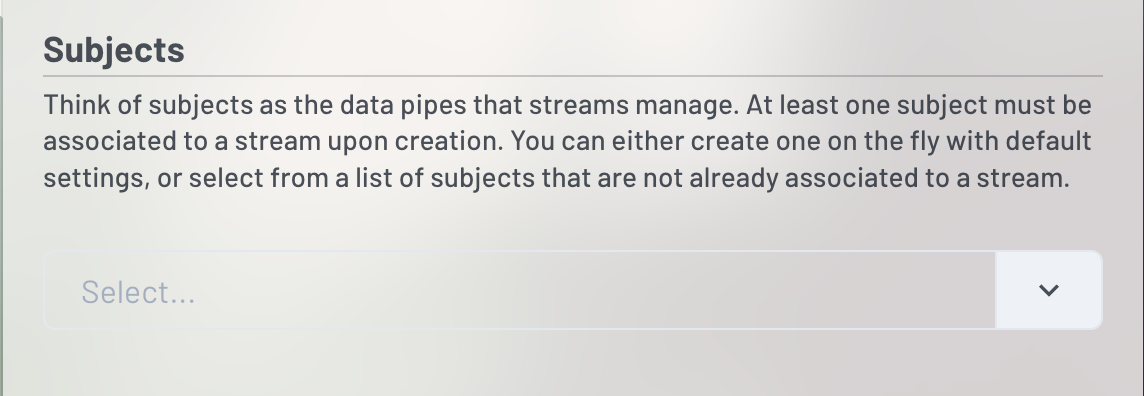 Subjects
Think of subjects as the data pipes that streams manage. At least one subject must be
associated to a stream upon creation. You can either create one on the fly with default
settings, or select from a list of subjects that are not already associated to a stream.
Select...